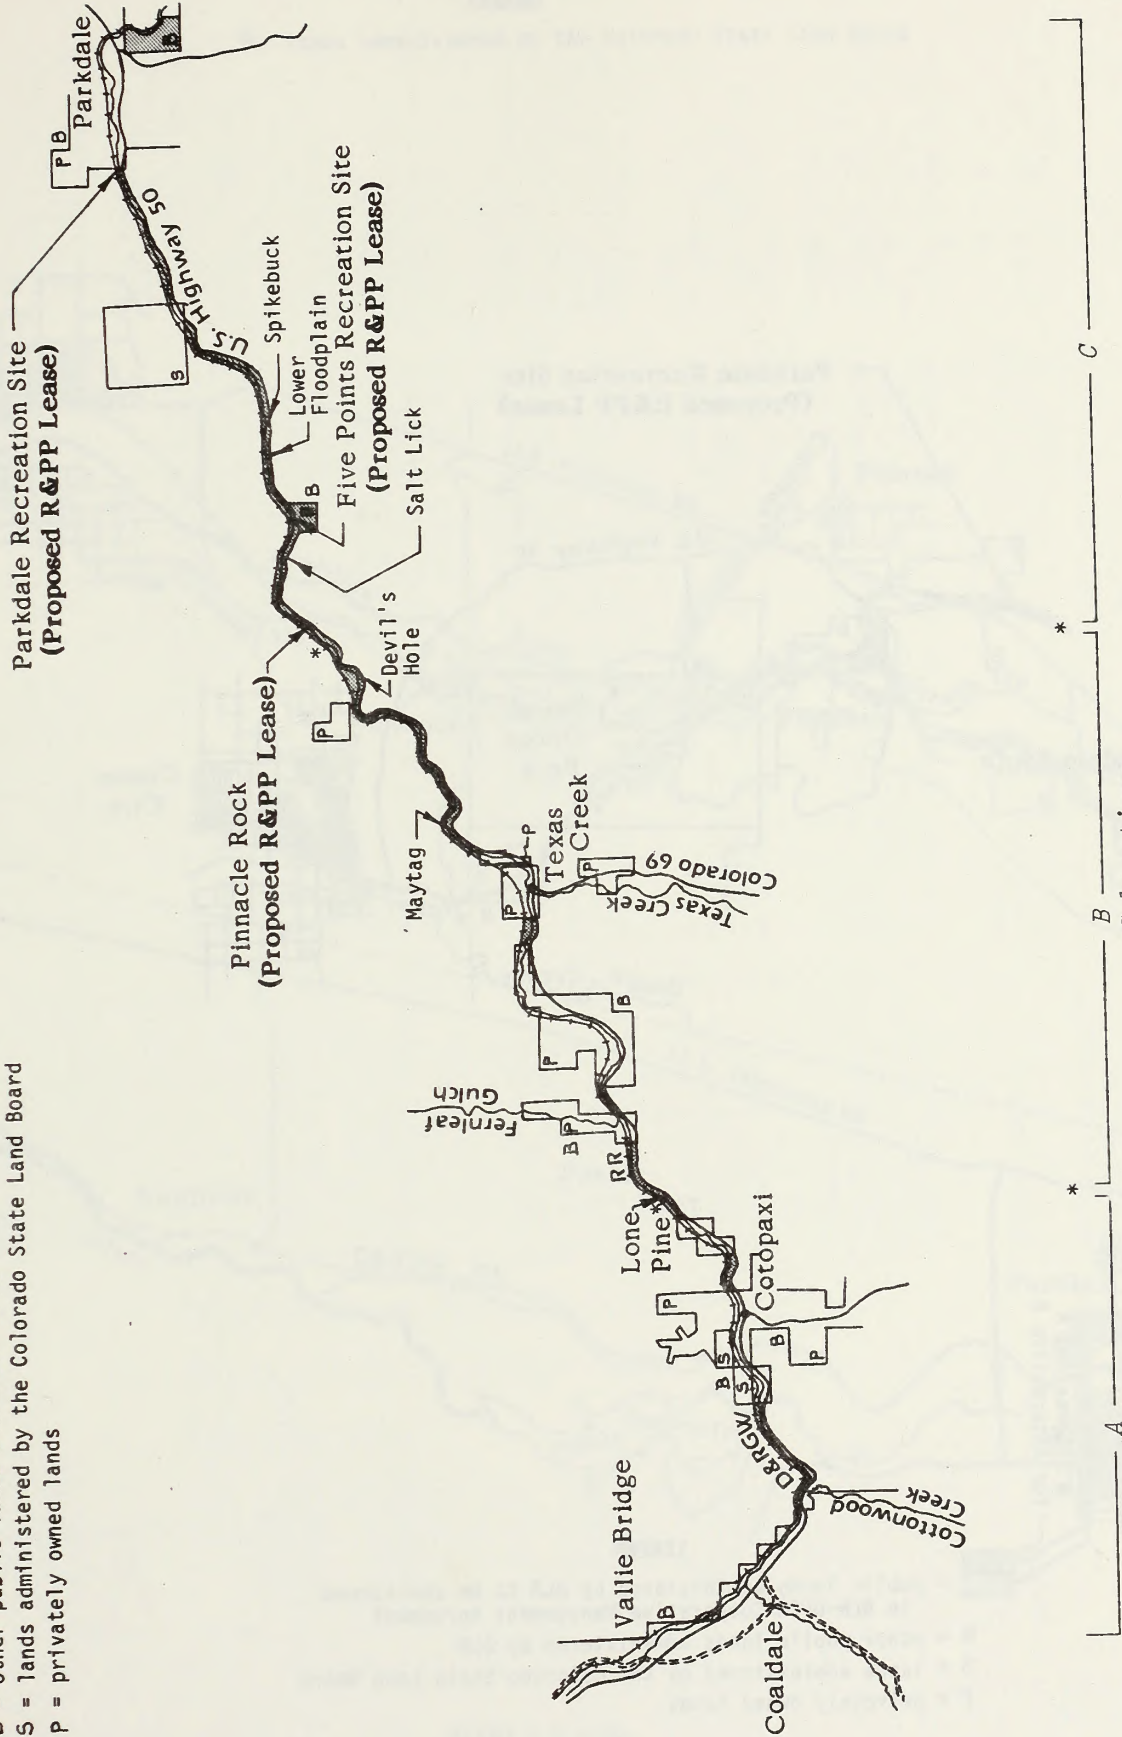 Parkdale Recreation Site
(Proposed R&PP Lease)
P
B
Parkdale
B
U.S. Highway 50
S
Spikebuck
Lower
Floodplain
Five Points Recreation Site
(Proposed R&PP Lease)
B
Salt Lick
Pinnacle Rock
(Proposed R&PP Lease)
*
Devil's
Hole
P
Maytag
P
P
Texas
Creek
P
Colorado 69
Texas Creek
B
P
Fernleaf
Gulch
B
P
RR
Lone
Pine
*
Cotopaxi
P
B
P
S
B
S
D&RGW
Vallie Bridge
B
Cottonwood
Creek
Coaldale
S = lands administered by the Colorado State Land Board
P = privately owned lands
A
*
B
*
C